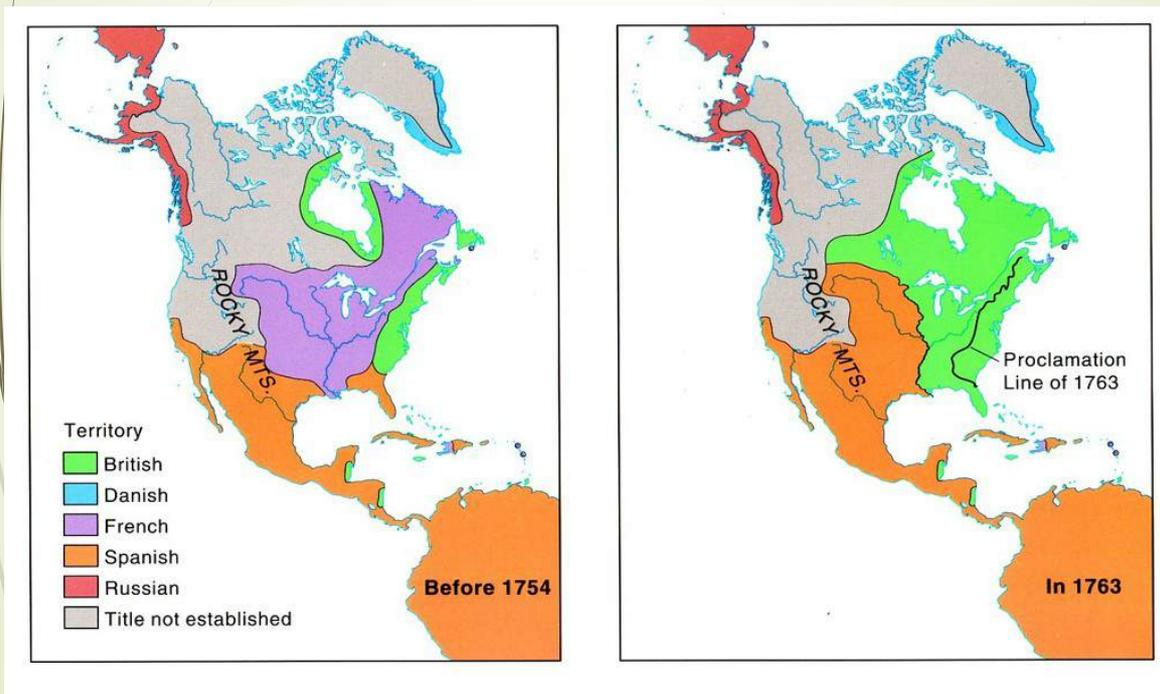 ROCKY
MTS.
Territory
British
Danish
French
Spanish
Russian
Title not established
Before 1754
ROCKY
MTS.
Proclamation
Line of 1763
In 1763